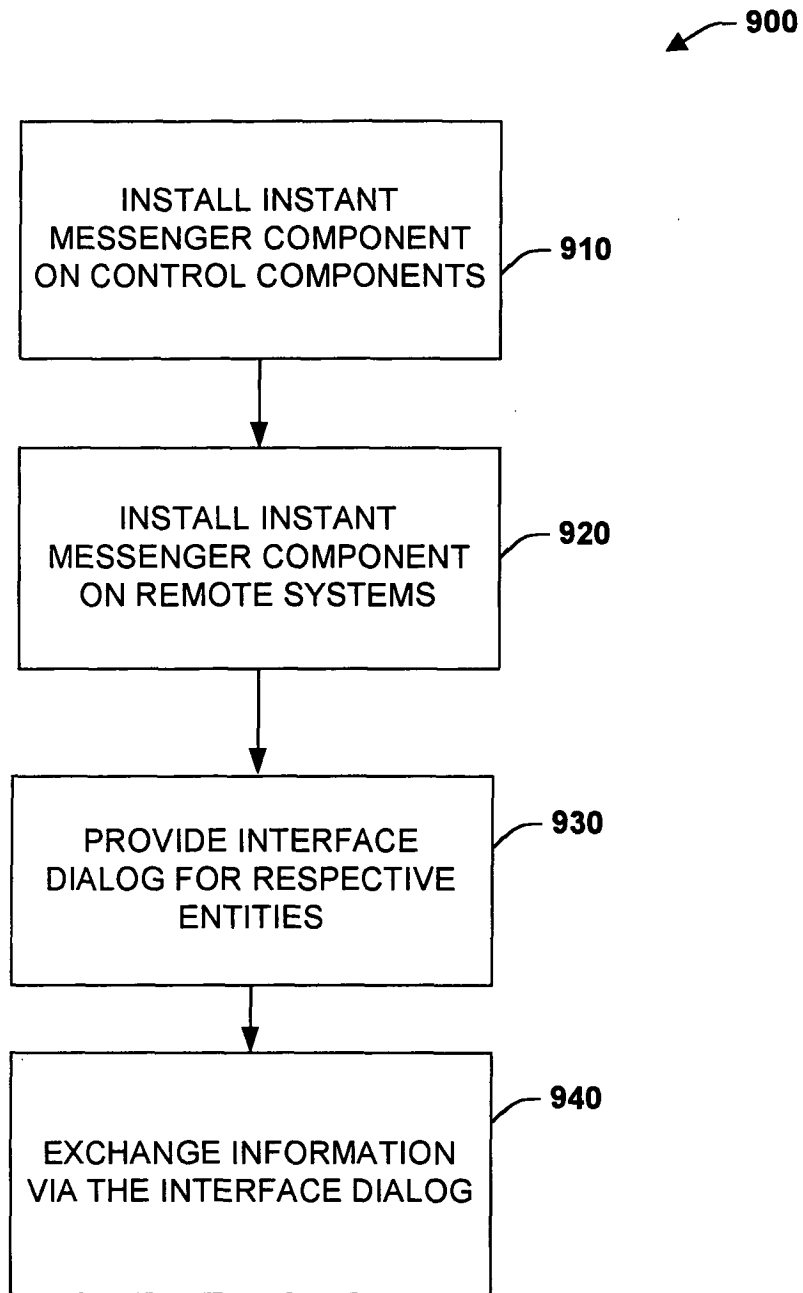 900
INSTALL INSTANT
MESSENGER COMPONENT
ON CONTROL COMPONENTS
910
INSTALL INSTANT
MESSENGER COMPONENT
ON REMOTE SYSTEMS
920
PROVIDE INTERFACE
DIALOG FOR RESPECTIVE
ENTITIES
930
EXCHANGE INFORMATION
VIA THE INTERFACE DIALOG
940